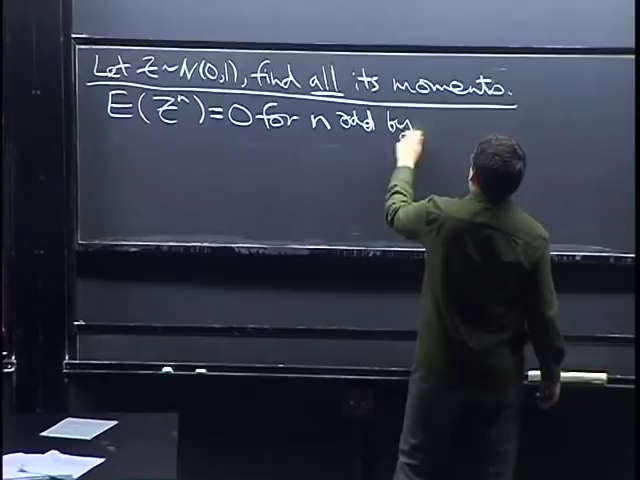 Let Z ~ N(0,1), find all its moments.
E(Z^n) = 0 for n odd by